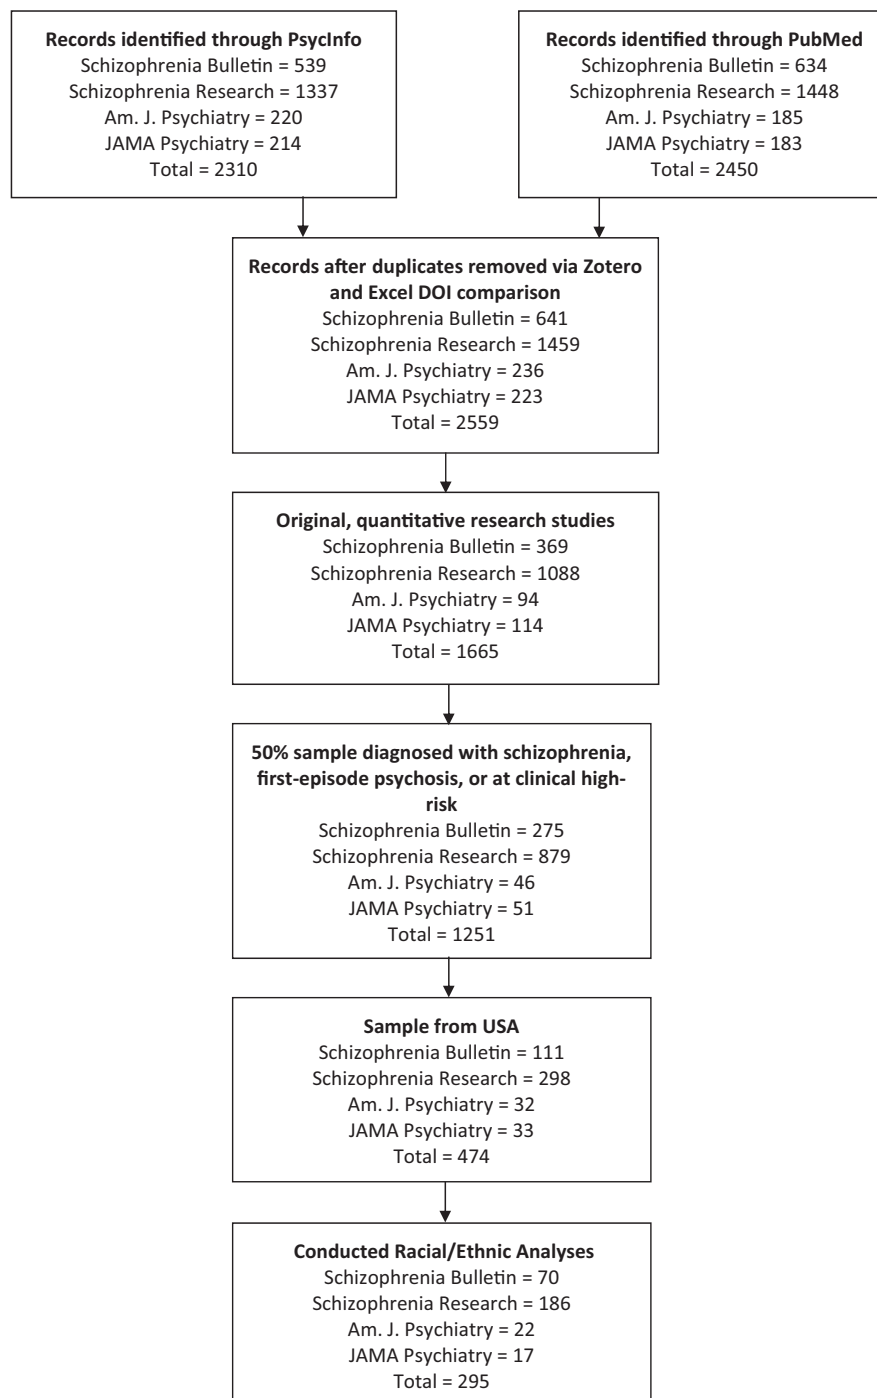 Records identified through PsycInfo
Schizophrenia Bulletin = 539
Schizophrenia Research = 1337
Am. J. Psychiatry = 220
JAMA Psychiatry = 214
Total = 2310
Records identified through PubMed
Schizophrenia Bulletin = 634
Schizophrenia Research = 1448
Am. J. Psychiatry = 185
JAMA Psychiatry = 183
Total = 2450
Records after duplicates removed via Zotero
and Excel DOI comparison
Schizophrenia Bulletin = 641
Schizophrenia Research = 1459
Am. J. Psychiatry = 236
JAMA Psychiatry = 223
Total = 2559
Original, quantitative research studies
Schizophrenia Bulletin = 369
Schizophrenia Research = 1088
Am. J. Psychiatry = 94
JAMA Psychiatry = 114
Total = 1665
50% sample diagnosed with schizophrenia,
first-episode psychosis, or at clinical high-
risk
Schizophrenia Bulletin = 275
Schizophrenia Research = 879
Am. J. Psychiatry = 46
JAMA Psychiatry = 51
Total = 1251
Sample from USA
Schizophrenia Bulletin = 111
Schizophrenia Research = 298
Am. J. Psychiatry = 32
JAMA Psychiatry = 33
Total = 474
Conducted Racial/Ethnic Analyses
Schizophrenia Bulletin = 70
Schizophrenia Research = 186
Am. J. Psychiatry = 22
JAMA Psychiatry = 17
Total = 295